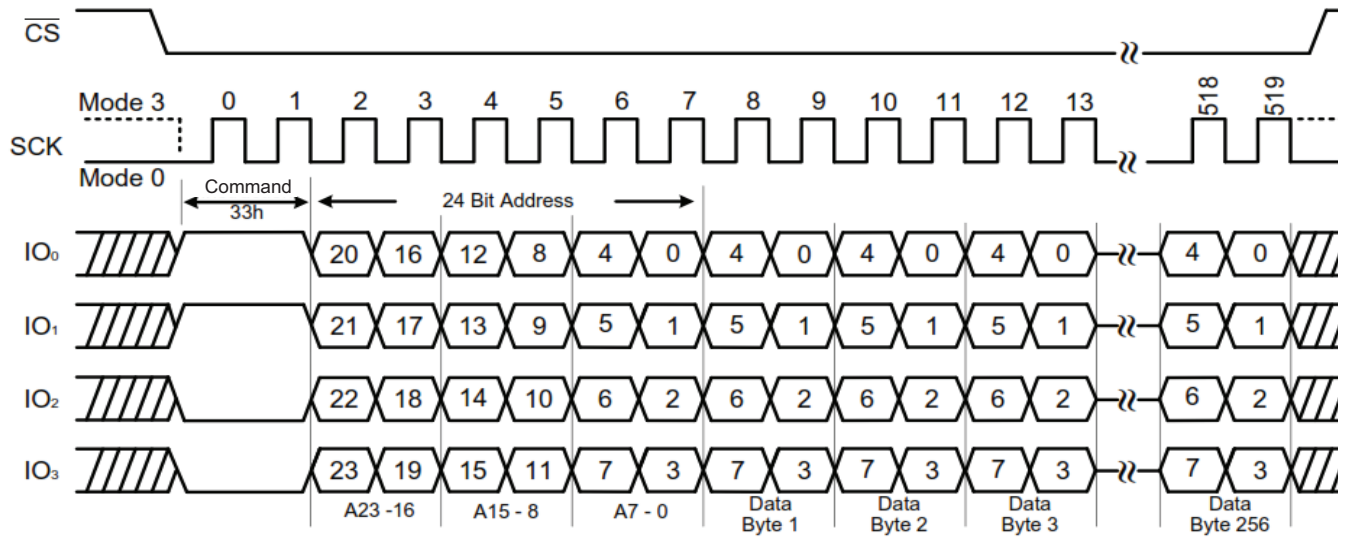 CS
Mode 3 0 1 2 3 4 5 6 7 8 9 10 11 12 13 518 519
SCK
Mode 0
Command
33h
24 Bit Address
IO₀ 20 16 12 8 4 0 4 0 4 0 4 0 4 0
IO₁ 21 17 13 9 5 1 5 1 5 1 5 1 5 1
IO₂ 22 18 14 10 6 2 6 2 6 2 6 2 6 2
IO₃ 23 19 15 11 7 3 7 3 7 3 7 3 7 3
A23 -16 A15 - 8 A7 - 0 Data Data Data Data
Byte 1 Byte 2 Byte 3 Byte 256